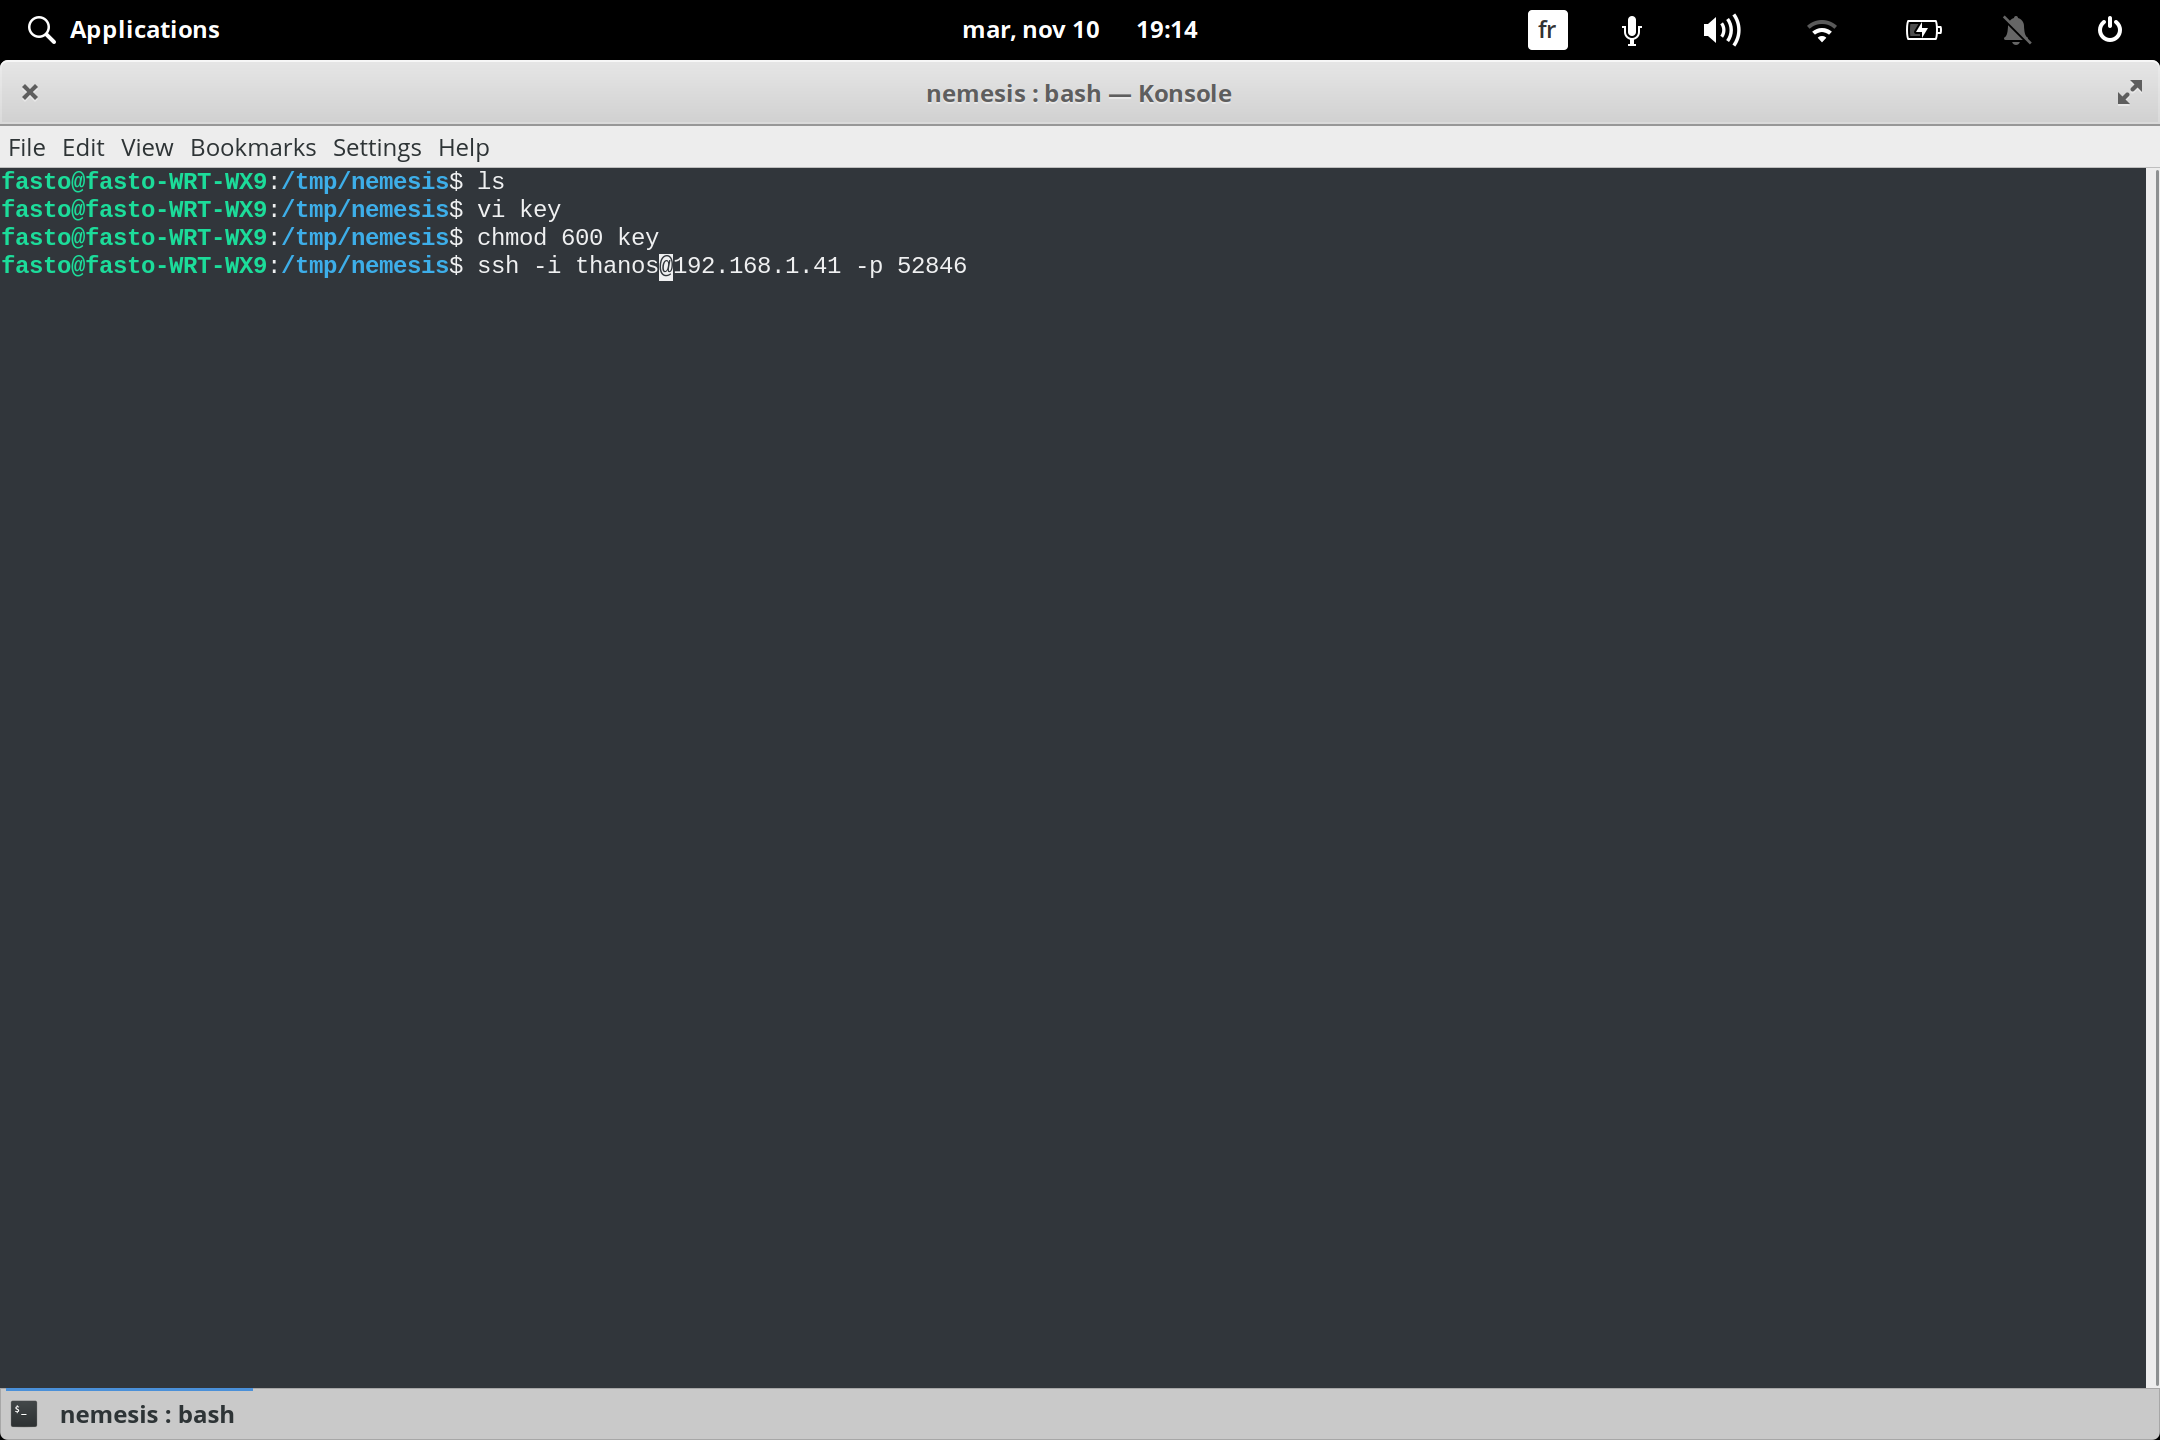 Applications mar, nov 10 19:14 fr
nemesis : bash — Konsole
File Edit View Bookmarks Settings Help
fasto@fasto-WRT-WX9:/tmp/nemesis$ ls
fasto@fasto-WRT-WX9:/tmp/nemesis$ vi key
fasto@fasto-WRT-WX9:/tmp/nemesis$ chmod 600 key
fasto@fasto-WRT-WX9:/tmp/nemesis$ ssh -i thanos@192.168.1.41 -p 52846
nemesis : bash